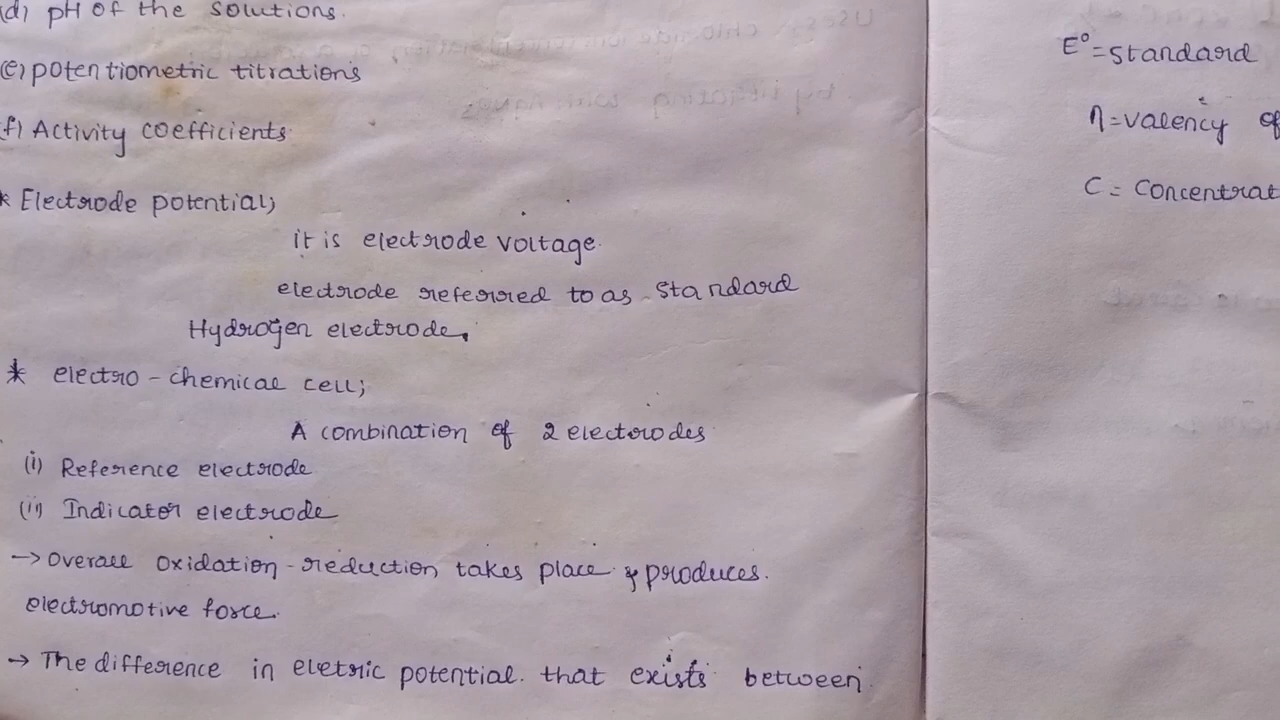 (d) pH of the solutions.
(e) potentiometric titrations
(f) Activity coefficients
* Electrode potential;
it is electrode voltage.
electrode referred to as standard
Hydrogen electrode.
* electro-chemical cell;
A combination of 2 electrodes
(i) Reference electrode
(ii) Indicator electrode
→ Overall oxidation-reduction takes place & produces.
electromotive force.
→ The difference in eletric potential. that exists between
E° = standard
n = valency of
C = Concentrat